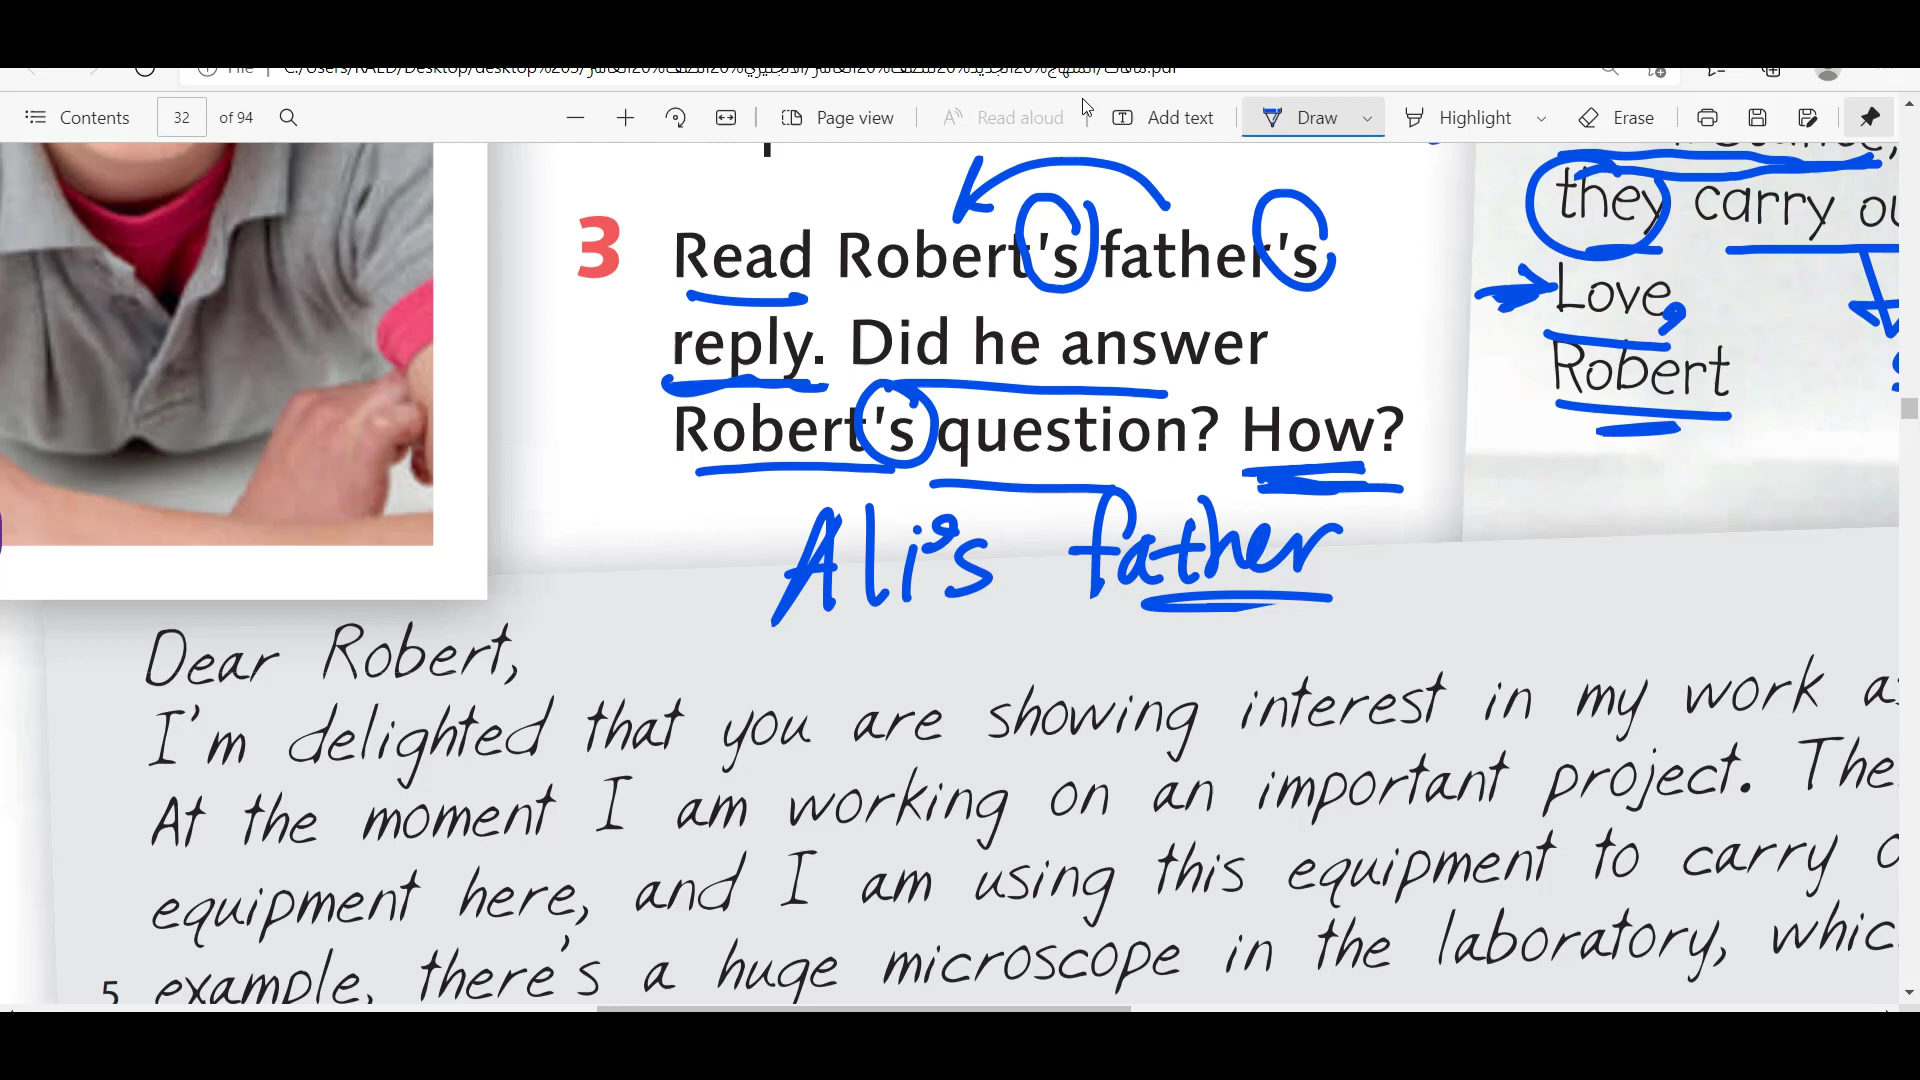 Contents
32 of 94
Page view
Read aloud
Add text
Draw
Highlight
Erase
they carry
3 Read Robert's father's
reply. Did he answer
Robert's question? How?
Love,
Robert
Ali's father
Dear Robert,
I'm delighted that you are showing interest in my work
At the moment I am working on an important project.
equipment here, and I am using this equipment to carry
5 example, there's a huge microscope in the laboratory,